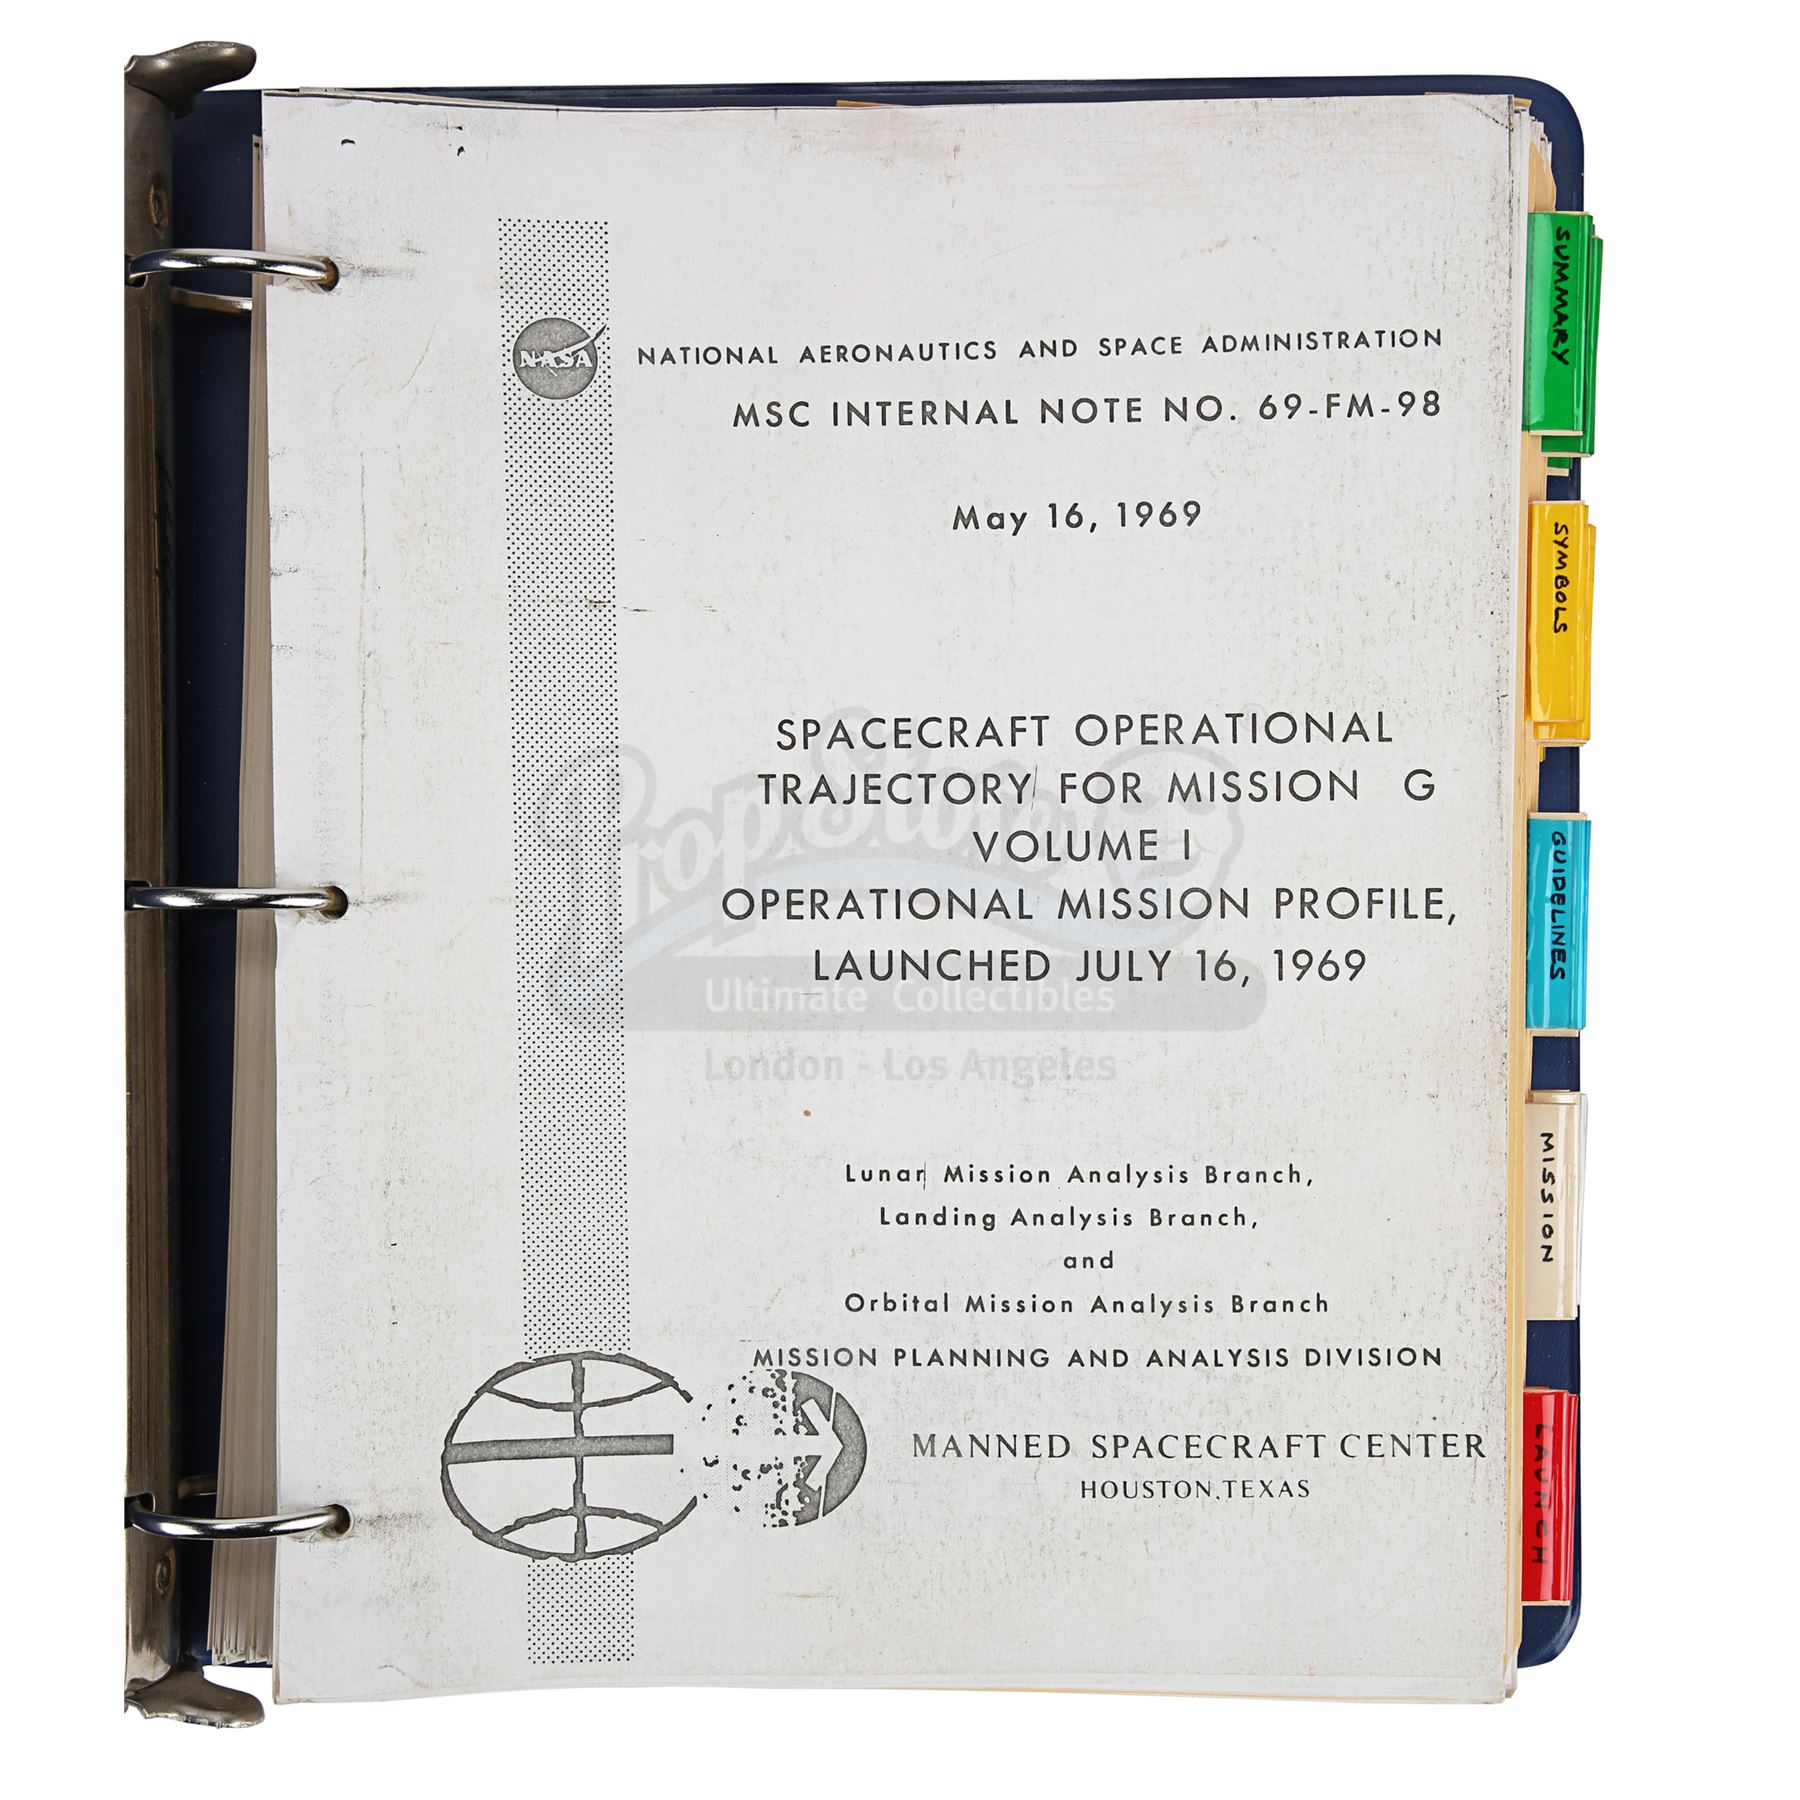 NASA
NATIONAL AERONAUTICS AND SPACE ADMINISTRATION
MSC INTERNAL NOTE NO. 69-FM-98
May 16, 1969
SPACECRAFT OPERATIONAL
TRAJECTORY FOR MISSION G
VOLUME I
OPERATIONAL MISSION PROFILE,
LAUNCHED JULY 16, 1969
PropStore
Ultimate Collectibles
London - Los Angeles
Lunar Mission Analysis Branch,
Landing Analysis Branch,
and
Orbital Mission Analysis Branch
MISSION PLANNING AND ANALYSIS DIVISION
MANNED SPACECRAFT CENTER
HOUSTON, TEXAS
SUMMARY
SYMBOLS
GUIDELINES
MISSION
LAUNCH